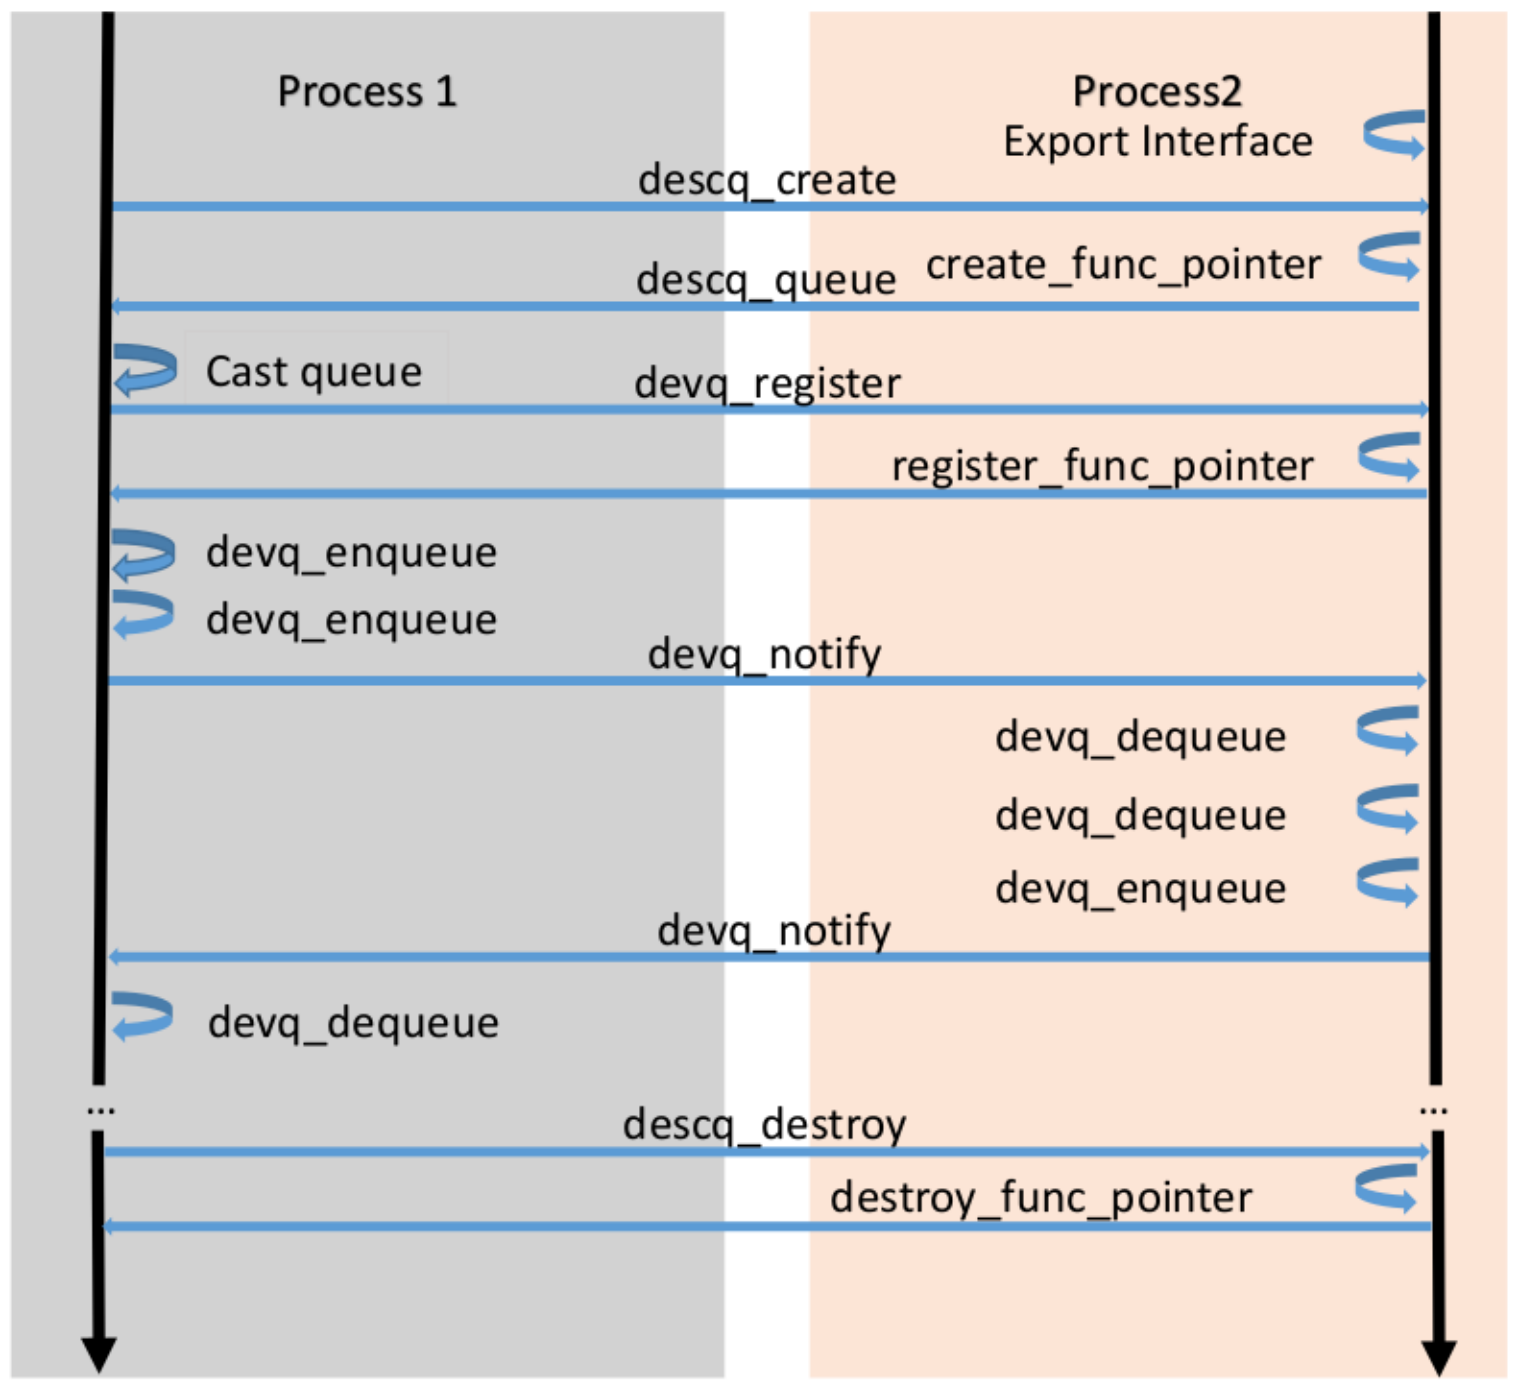 Process 1
Process2
Export Interface
descq_create
create_func_pointer
descq_queue
Cast queue
devq_register
register_func_pointer
devq_enqueue
devq_enqueue
devq_notify
devq_dequeue
devq_dequeue
devq_enqueue
devq_notify
devq_dequeue
...
...
descq_destroy
destroy_func_pointer